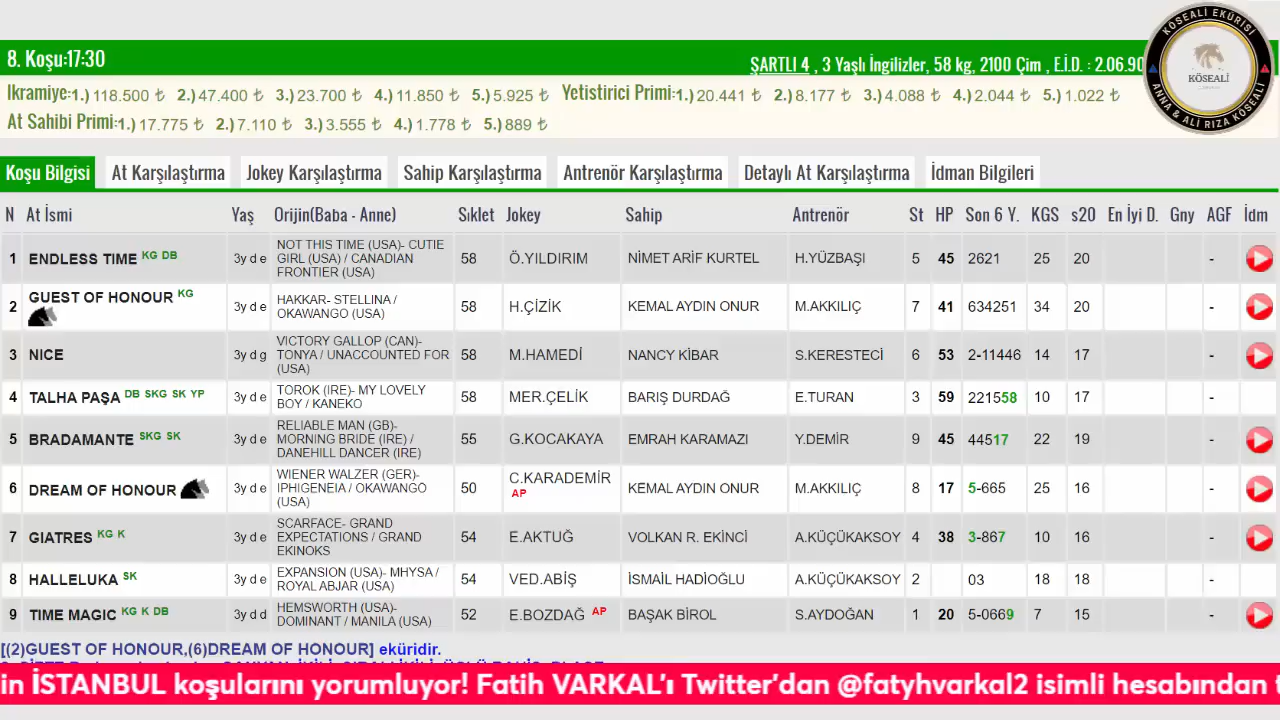 8. Koşu:17:30
ŞARTLI 4 , 3 Yaşlı İngilizler, 58 kg, 2100 Çim , E.İ.D. : 2.06.90
KÖSEALİ EKÜRİSİ
KÖSEALİ
ANNA & ALİ RIZA KÖSEALİ
Ikramiye:1.) 118.500 ₺ 2.) 47.400 ₺ 3.) 23.700 ₺ 4.) 11.850 ₺ 5.) 5.925 ₺ Yetistirici Primi:1.) 20.441 ₺ 2.) 8.177 ₺ 3.) 4.088 ₺ 4.) 2.044 ₺ 5.) 1.022 ₺
At Sahibi Primi:1.) 17.775 ₺ 2.) 7.110 ₺ 3.) 3.555 ₺ 4.) 1.778 ₺ 5.) 889 ₺
Koşu Bilgisi At Karşılaştırma Jokey Karşılaştırma Sahip Karşılaştırma Antrenör Karşılaştırma Detaylı At Karşılaştırma İdman Bilgileri
N At İsmi Yaş Orijin(Baba - Anne) Sıklet Jokey Sahip Antrenör St HP Son 6 Y. KGS s20 En İyi D. Gny AGF İdm
1 ENDLESS TIME KG DB 3y d e NOT THIS TIME (USA)- CUTIE GIRL (USA) / CANADIAN FRONTIER (USA) 58 Ö.YILDIRIM NİMET ARİF KURTEL H.YÜZBAŞI 5 45 2621 25 20 -
2 GUEST OF HONOUR KG 3y d e HAKKAR- STELLINA / OKAWANGO (USA) 58 H.ÇİZİK KEMAL AYDIN ONUR M.AKKILIÇ 7 41 634251 34 20 -
3 NICE 3y d g VICTORY GALLOP (CAN)- TONYA / UNACCOUNTED FOR (USA) 58 M.HAMEDİ NANCY KİBAR S.KERESTECİ 6 53 2-11446 14 17 -
4 TALHA PAŞA DB SKG SK YP 3y d e TOROK (IRE)- MY LOVELY BOY / KANEKO 58 MER.ÇELİK BARIŞ DURDAĞ E.TURAN 3 59 221558 10 17 -
5 BRADAMANTE SKG SK 3y d e RELIABLE MAN (GB)- MORNING BRIDE (IRE) / DANEHILL DANCER (IRE) 55 G.KOCAKAYA EMRAH KARAMAZI Y.DEMİR 9 45 44517 22 19 -
6 DREAM OF HONOUR 3y d e WIENER WALZER (GER)- IPHIGENEIA / OKAWANGO (USA) 50 C.KARADEMİR AP KEMAL AYDIN ONUR M.AKKILIÇ 8 17 5-665 25 16 -
7 GIATRES KG K 3y d e SCARFACE- GRAND EXPECTATIONS / GRAND EKINOKS 54 E.AKTUĞ VOLKAN R. EKİNCİ A.KÜÇÜKAKSOY 4 38 3-867 10 16 -
8 HALLELUKA SK 3y d e EXPANSION (USA)- MHYSA / ROYAL ABJAR (USA) 54 VED.ABİŞ İSMAİL HADİOĞLU A.KÜÇÜKAKSOY 2 03 18 18 -
9 TIME MAGIC KG K DB 3y d d HEMSWORTH (USA)- DOMINANT / MANILA (USA) 52 E.BOZDAĞ AP BAŞAK BİROL S.AYDOĞAN 1 20 5-0669 7 15 -
[(2)GUEST OF HONOUR,(6)DREAM OF HONOUR] eküridir.
in İSTANBUL koşularını yorumluyor! Fatih VARKAL'ı Twitter'dan @fatyhvarkal2 isimli hesabından